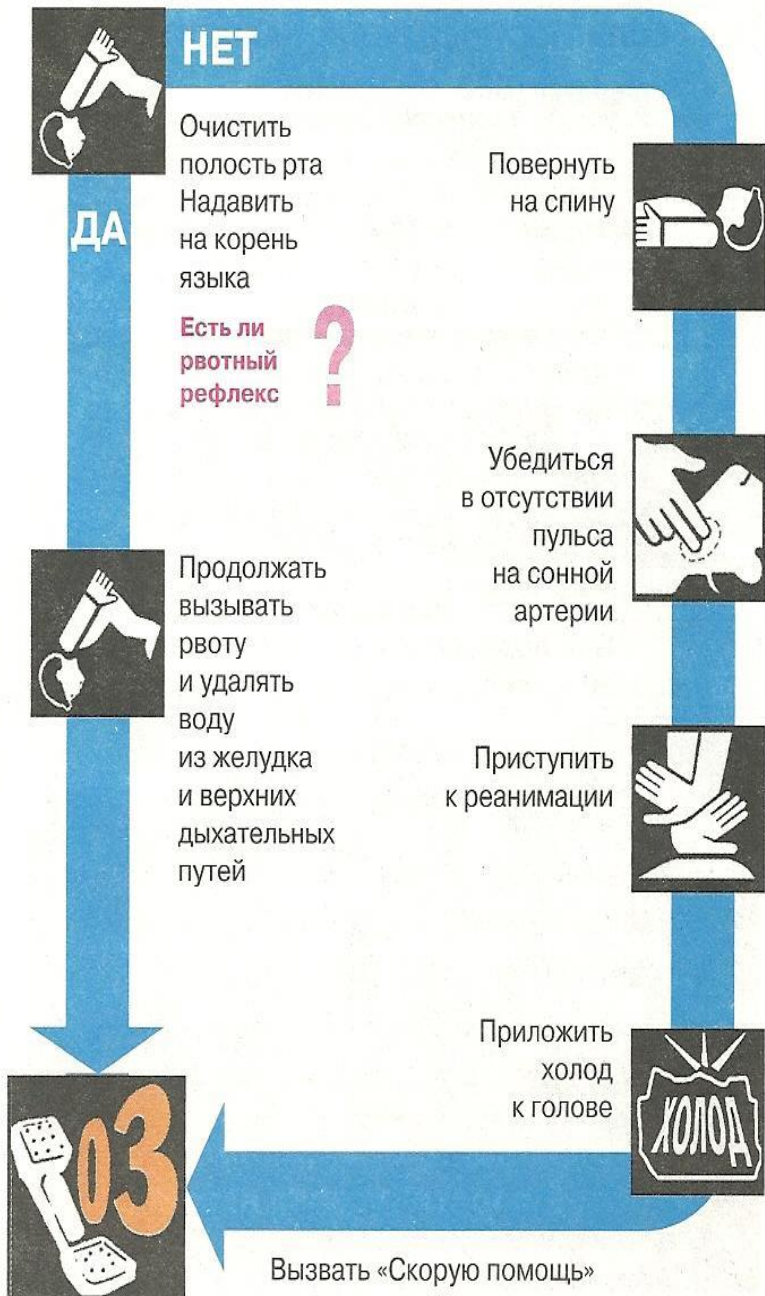 НЕТ
Очистить
полость рта
Надавить
на корень
языка
Есть ли
рвотный
рефлекс
?
ДА
Продолжать
вызывать
рвоту
и удалять
воду
из желудка
и верхних
дыхательных
путей
Повернуть
на спину
Убедиться
в отсутствии
пульса
на сонной
артерии
Приступить
к реанимации
Приложить
холод
к голове
ХОЛОД
03
Вызвать «Скорую помощь»